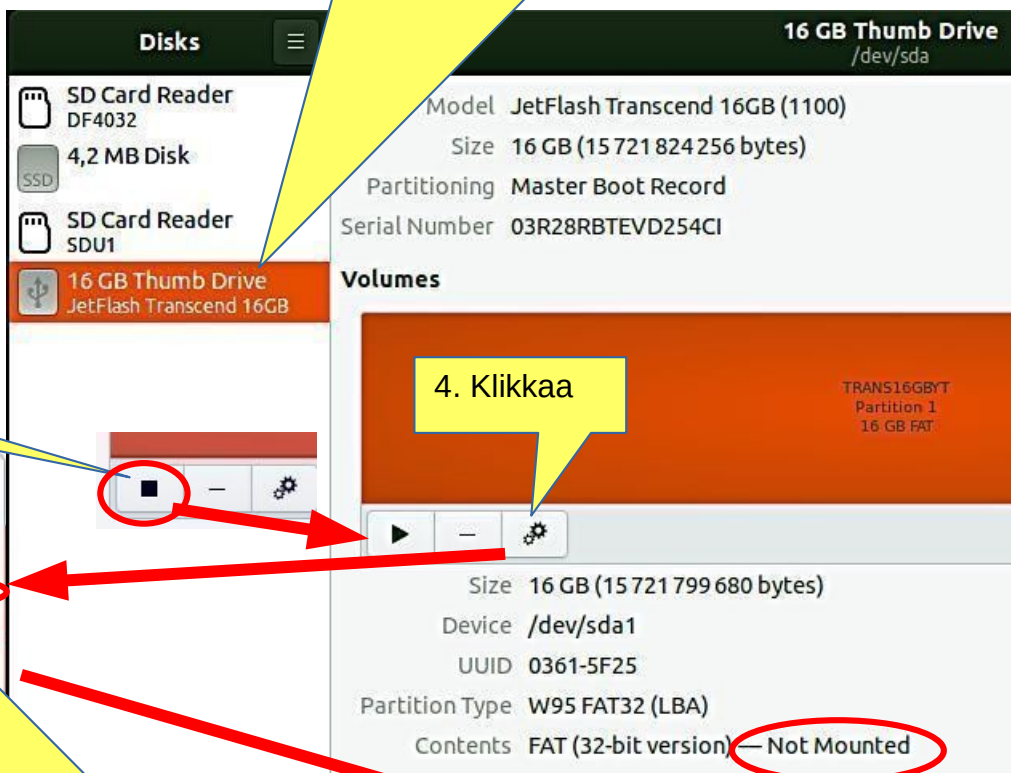 Disks
16 GB Thumb Drive
/dev/sda
SD Card Reader
DF4032
4,2 MB Disk
SSD
SD Card Reader
SDU1
16 GB Thumb Drive
JetFlash Transcend 16GB
Model JetFlash Transcend 16GB (1100)
Size 16 GB (15 721 824 256 bytes)
Partitioning Master Boot Record
Serial Number 03R28RBTEVD254CI
Volumes
4. Klikkaa
TRANS16GBYT
Partition 1
16 GB FAT
Size 16 GB (15 721 799 680 bytes)
Device /dev/sda1
UUID 0361-5F25
Partition Type W95 FAT32 (LBA)
Contents FAT (32-bit version) — Not Mounted